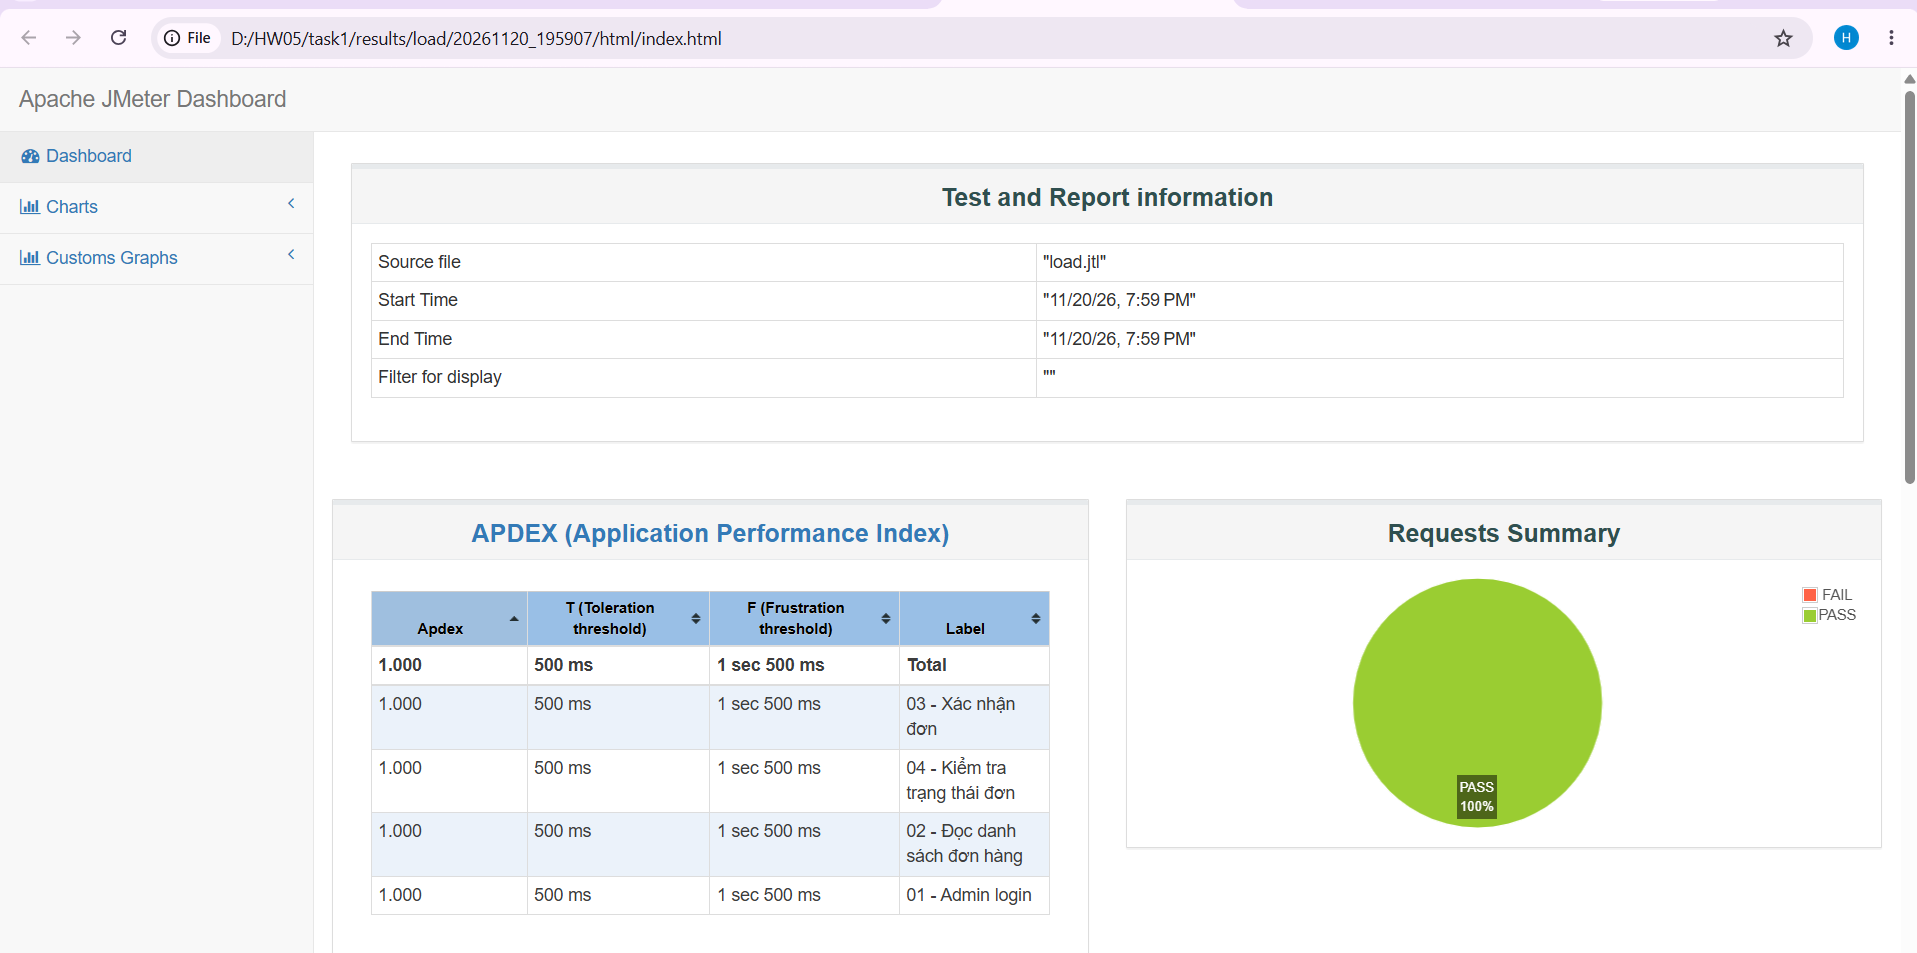 File D:/HW05/task1/results/load/20261120_195907/html/index.html
H
Apache JMeter Dashboard
Dashboard
Charts
Customs Graphs
Test and Report information
Source file "load.jtl"
Start Time "11/20/26, 7:59 PM"
End Time "11/20/26, 7:59 PM"
Filter for display ""
APDEX (Application Performance Index)
Apdex T (Toleration threshold) F (Frustration threshold) Label
1.000 500 ms 1 sec 500 ms Total
1.000 500 ms 1 sec 500 ms 03 - Xác nhận
đơn
1.000 500 ms 1 sec 500 ms 04 - Kiểm tra
trạng thái đơn
1.000 500 ms 1 sec 500 ms 02 - Đọc danh
sách đơn hàng
1.000 500 ms 1 sec 500 ms 01 - Admin login
Requests Summary
FAIL
PASS
PASS
100%